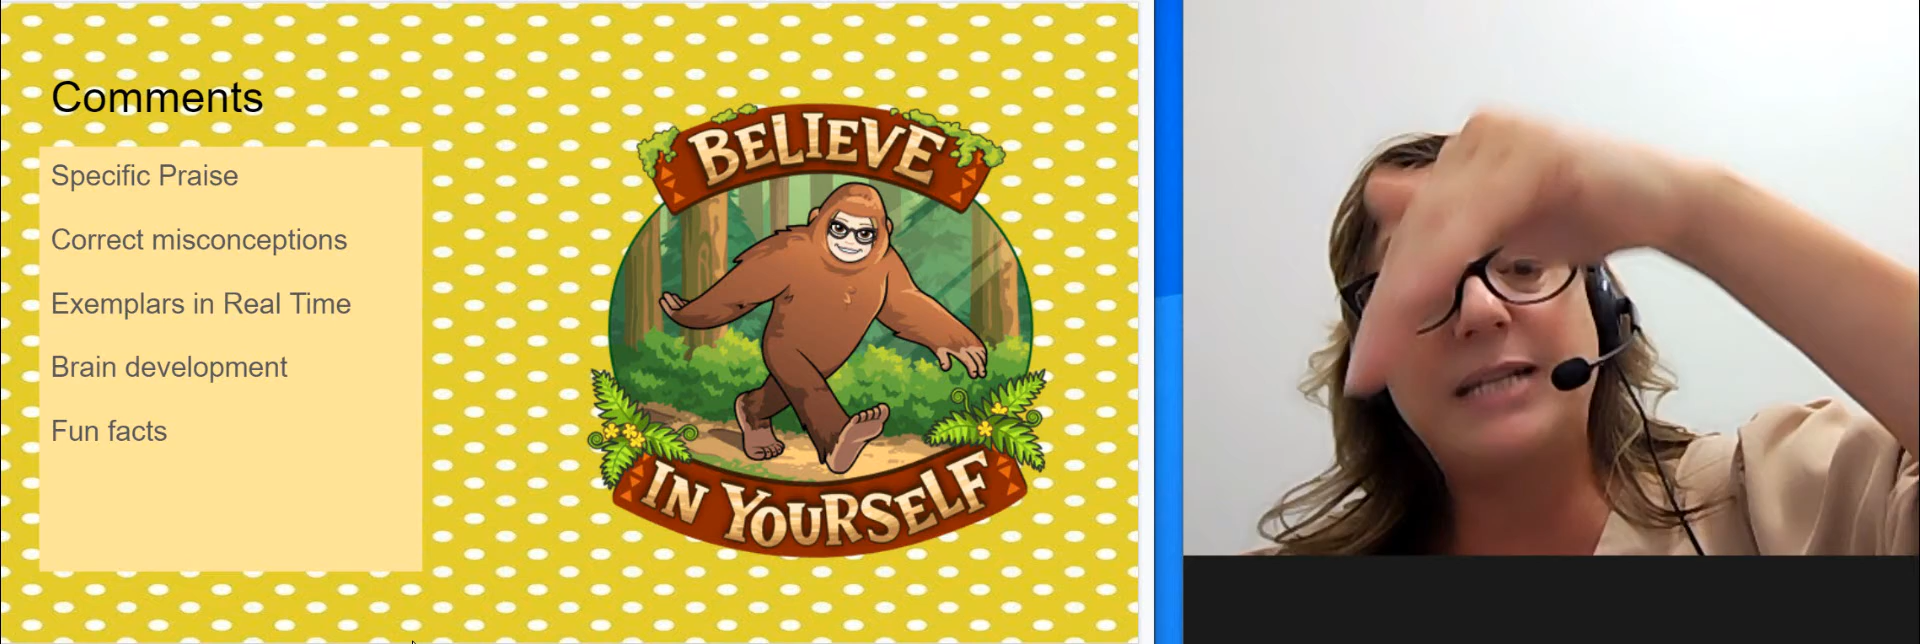 Comments
Specific Praise
Correct misconceptions
Exemplars in Real Time
Brain development
Fun facts
BELIEVE
IN YOURSELF